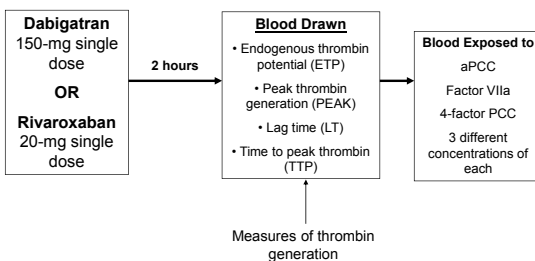 Dabigatran
150-mg single
dose
OR
Rivaroxaban
20-mg single
dose
2 hours
Blood Drawn
• Endogenous thrombin
potential (ETP)
• Peak thrombin
generation (PEAK)
• Lag time (LT)
• Time to peak thrombin
(TTP)
Blood Exposed to
aPCC
Factor VIIa
4-factor PCC
3 different
concentrations of
each
Measures of thrombin
generation